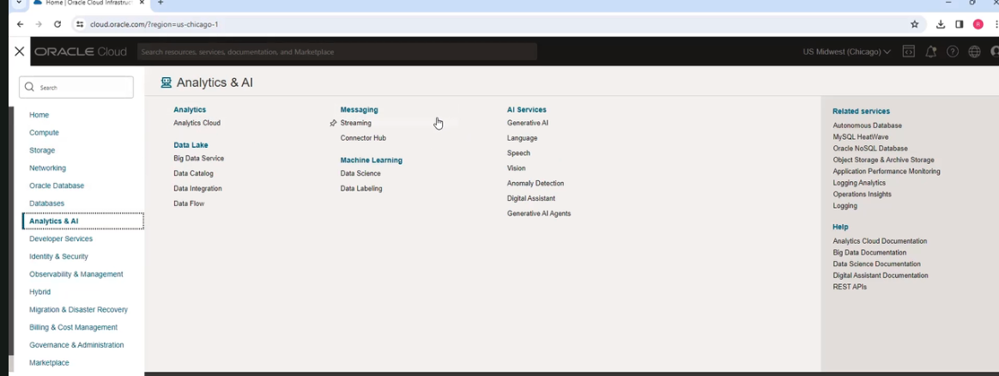 Home | Oracle Cloud Infrastruct
cloud.oracle.com/?region=us-chicago-1
ORACLE Cloud
Search resources, services, documentation, and Marketplace
US Midwest (Chicago)
Search
Home
Compute
Storage
Networking
Oracle Database
Databases
Analytics & AI
Developer Services
Identity & Security
Observability & Management
Hybrid
Migration & Disaster Recovery
Billing & Cost Management
Governance & Administration
Marketplace
Analytics & AI
Analytics
Analytics Cloud
Data Lake
Big Data Service
Data Catalog
Data Integration
Data Flow
Messaging
Streaming
Connector Hub
Machine Learning
Data Science
Data Labeling
AI Services
Generative AI
Language
Speech
Vision
Anomaly Detection
Digital Assistant
Generative AI Agents
Related services
Autonomous Database
MySQL HeatWave
Oracle NoSQL Database
Object Storage & Archive Storage
Application Performance Monitoring
Logging Analytics
Operations Insights
Logging
Help
Analytics Cloud Documentation
Big Data Documentation
Data Science Documentation
Digital Assistant Documentation
REST APIs